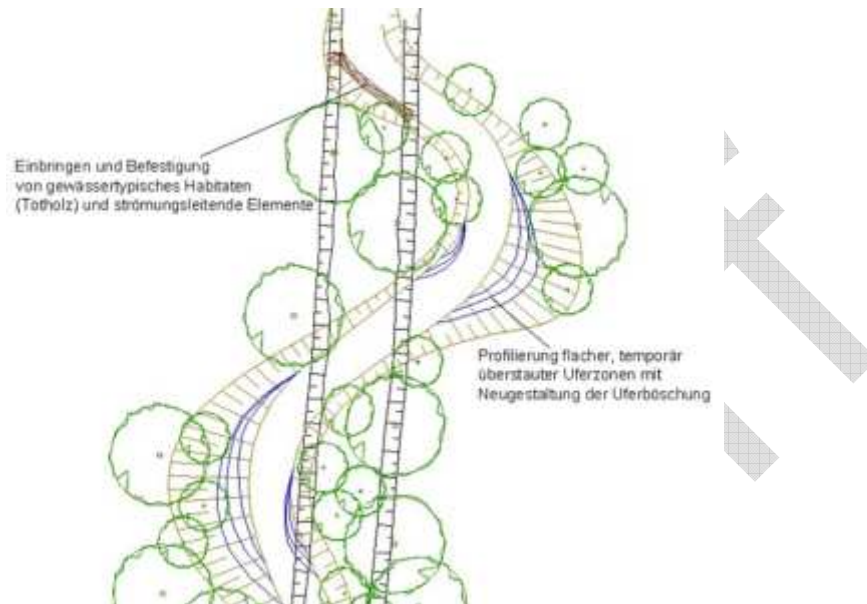 Einbringen und Befestigung
von gewässertypisches Habitaten
(Totholz) und strömungsleitende Elemente
Profilierung flacher, temporär
überstauter Uferzonen mit
Neugestaltung der Uferböschung